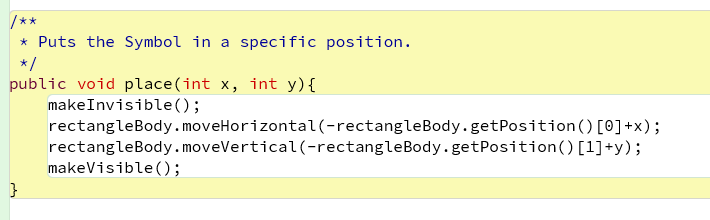 /**
 * Puts the Symbol in a specific position.
 */
public void place(int x, int y){
    makeInvisible();
    rectangleBody.moveHorizontal(-rectangleBody.getPosition()[0]+x);
    rectangleBody.moveVertical(-rectangleBody.getPosition()[1]+y);
    makeVisible();
}